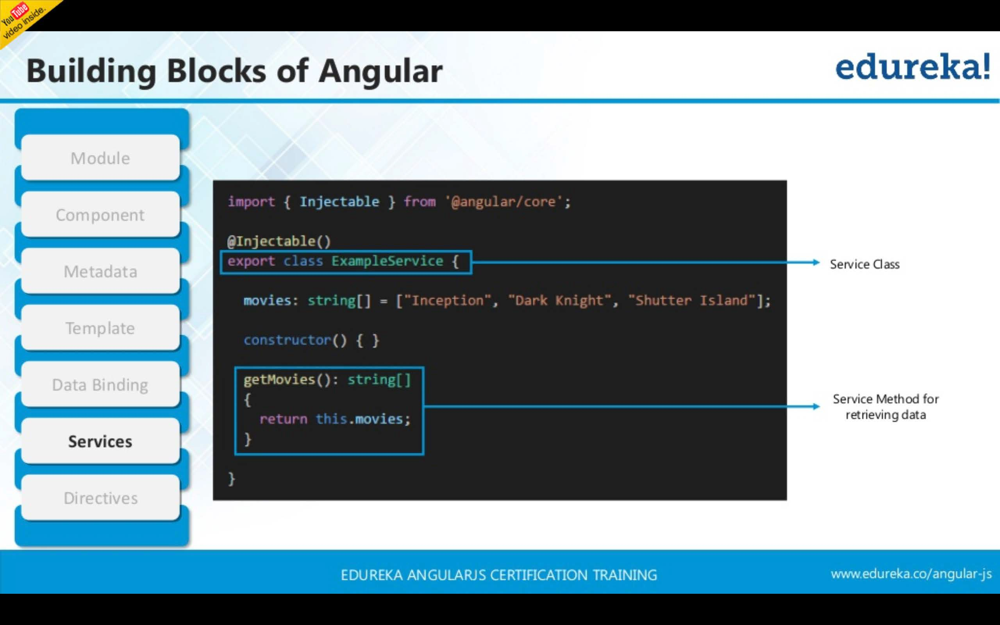 You Tube
video inside.
Building Blocks of Angular
edureka!
Module
Component
Metadata
Template
Data Binding
Services
Directives
import { Injectable } from '@angular/core';
@Injectable()
export class ExampleService {
movies: string[] = ["Inception", "Dark Knight", "Shutter Island"];
constructor() { }
getMovies(): string[]
{
return this.movies;
}
}
Service Class
Service Method for
retrieving data
EDUREKA ANGULARJS CERTIFICATION TRAINING
www.edureka.co/angular-js